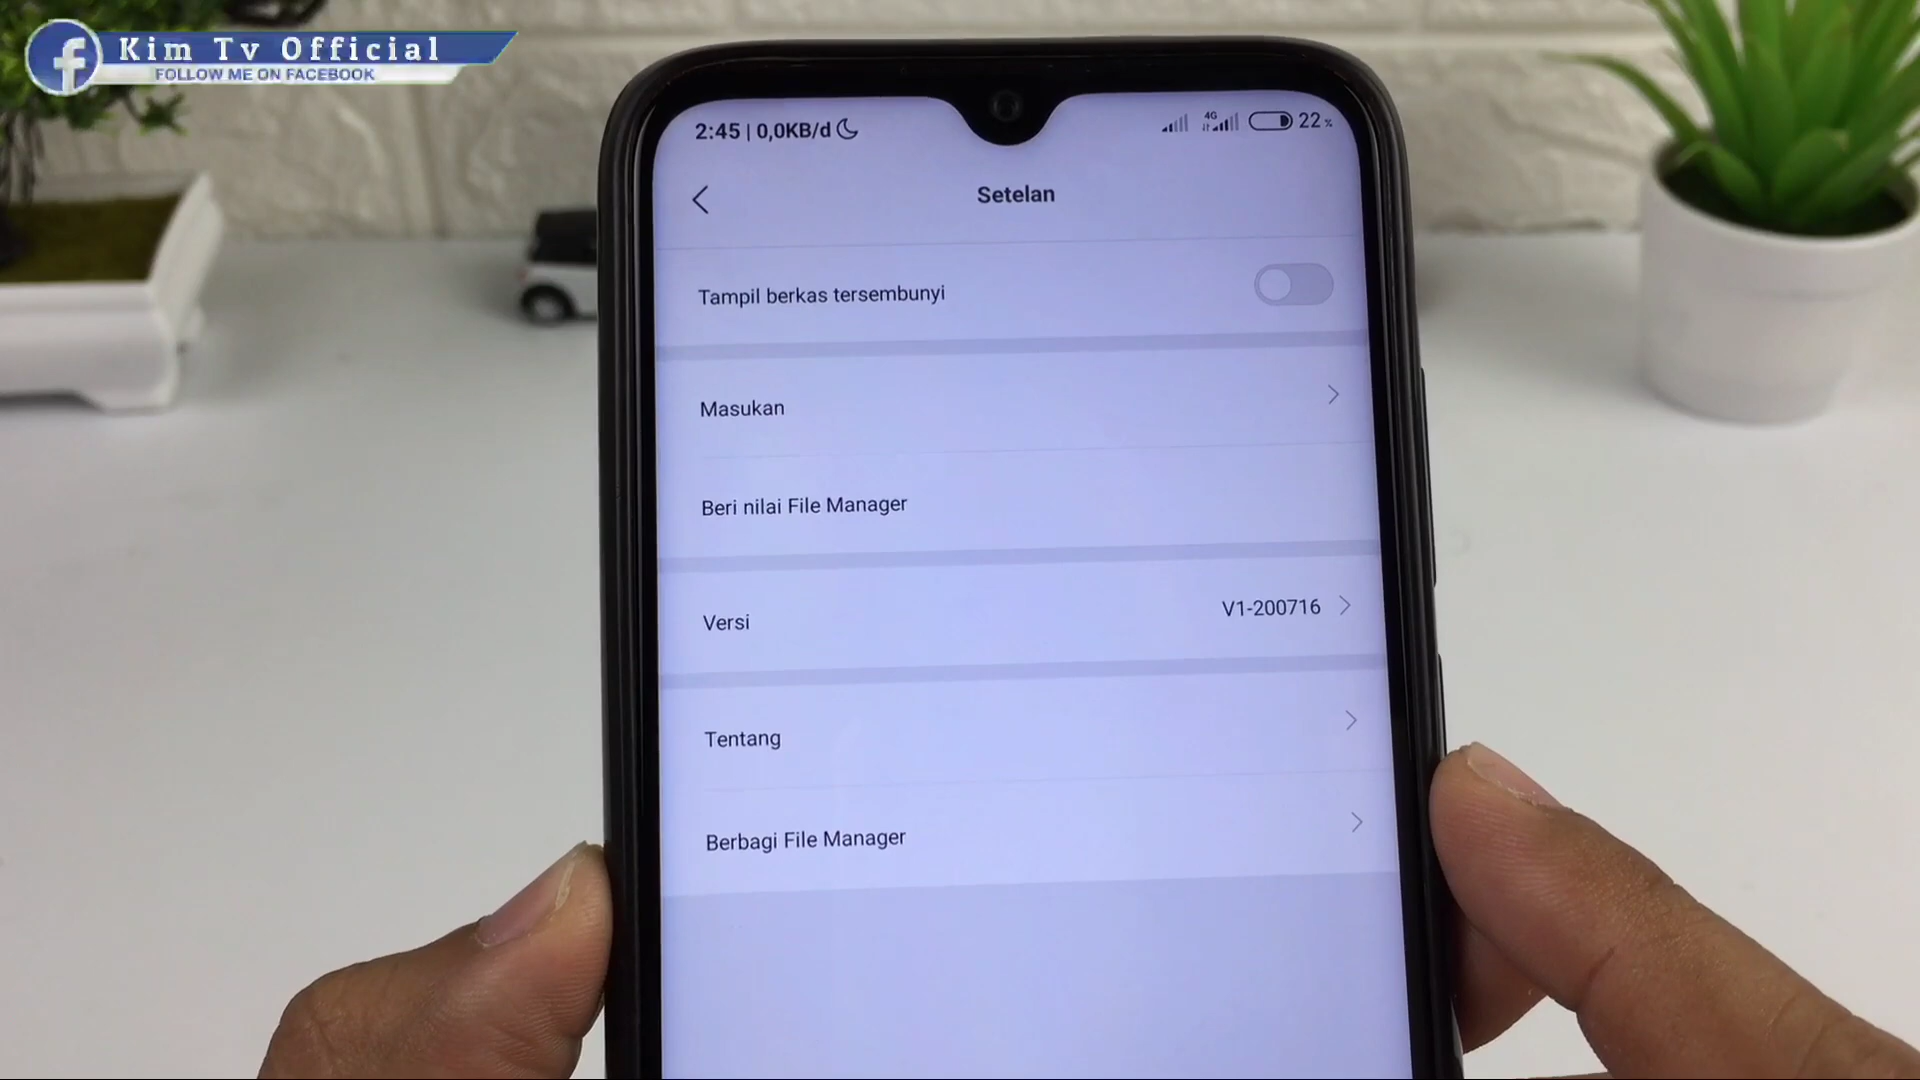 Kim Tv Official
FOLLOW ME ON FACEBOOK
2:45 | 0,0KB/d
4G
22%
Setelan
Tampil berkas tersembunyi
Masukan
Beri nilai File Manager
Versi
V1-200716
Tentang
Berbagi File Manager